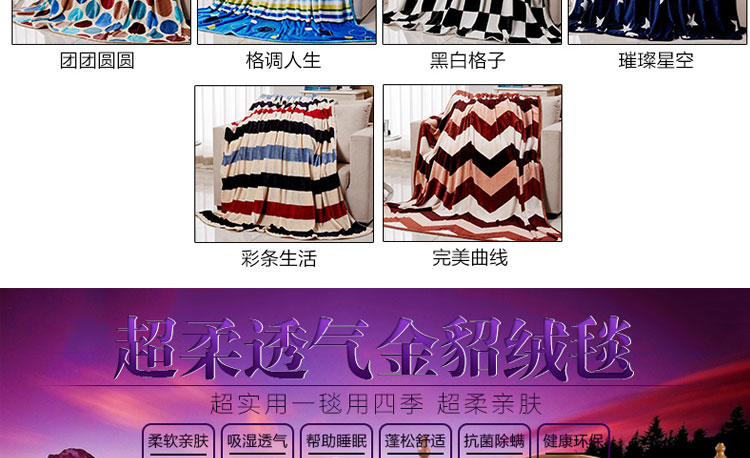 团团圆圆 格调人生 黑白格子 璀璨星空
彩条生活 完美曲线
超柔透气金貂绒毯
超实用一毯用四季 超柔亲肤
柔软亲肤 吸湿透气 帮助睡眠 蓬松舒适 抗菌除螨 健康环保